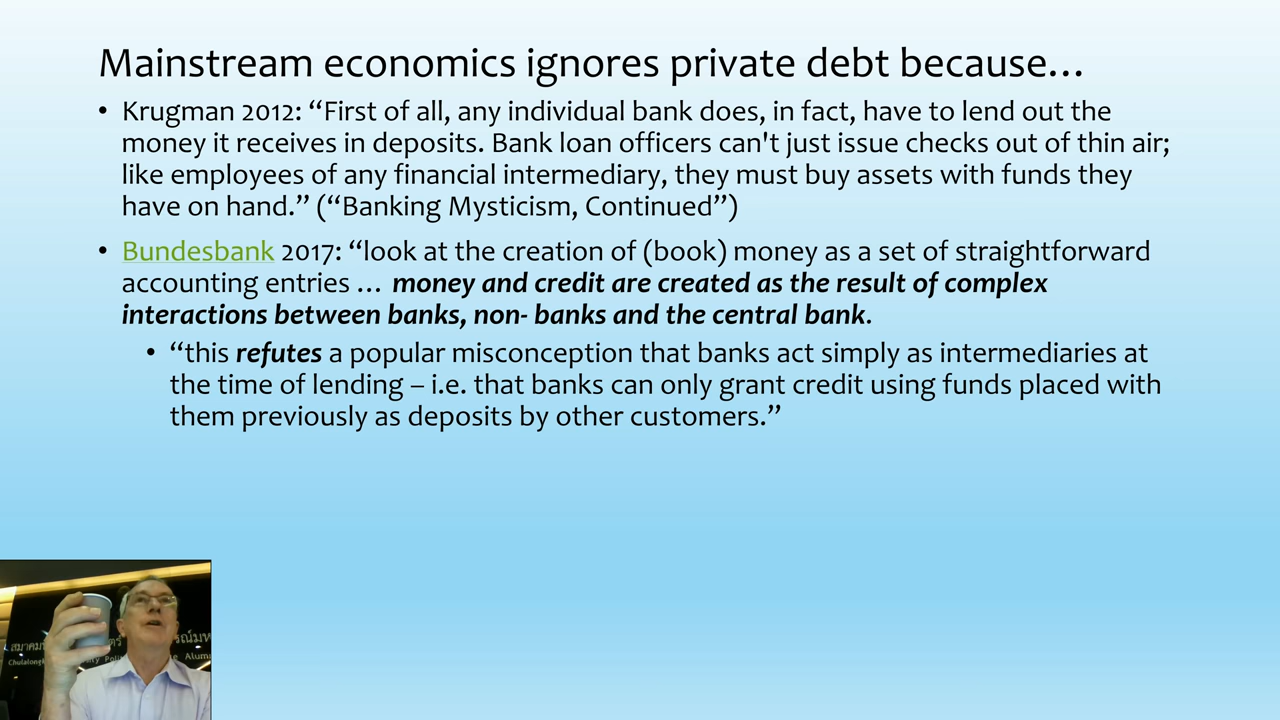 Mainstream economics ignores private debt because…
• Krugman 2012: “First of all, any individual bank does, in fact, have to lend out the
money it receives in deposits. Bank loan officers can't just issue checks out of thin air;
like employees of any financial intermediary, they must buy assets with funds they
have on hand.” (“Banking Mysticism, Continued”)
• Bundesbank 2017: “look at the creation of (book) money as a set of straightforward
accounting entries … money and credit are created as the result of complex
interactions between banks, non- banks and the central bank.
• “this refutes a popular misconception that banks act simply as intermediaries at
the time of lending – i.e. that banks can only grant credit using funds placed with
them previously as deposits by other customers.”